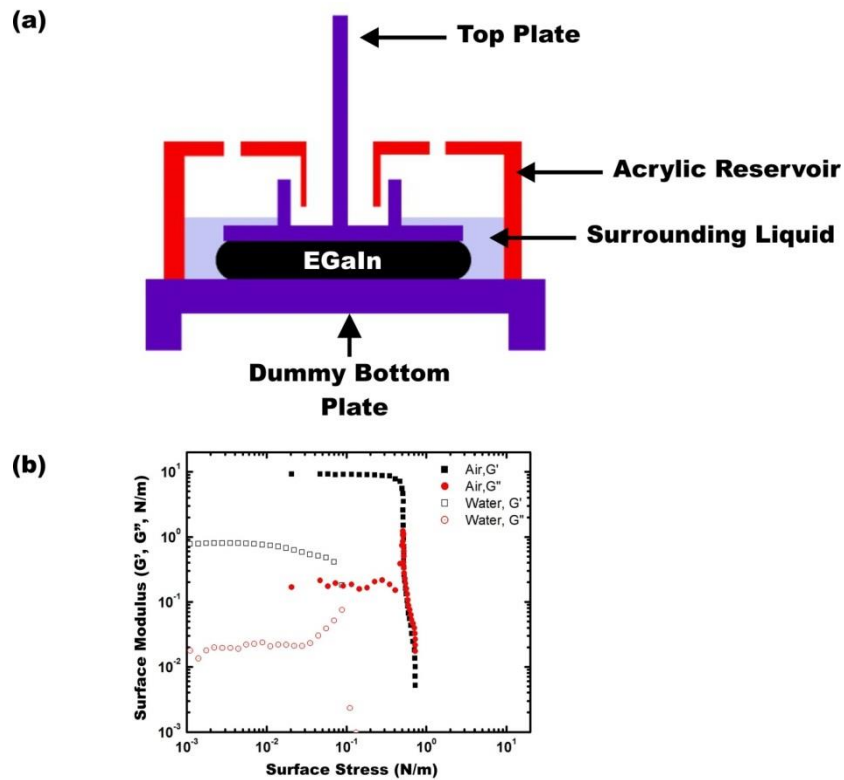 (a)
Top Plate
Acrylic Reservoir
Surrounding Liquid
EGaIn
Dummy Bottom
Plate
(b)
Surface Modulus (G', G", N/m)
10¹
10⁰
10⁻¹
10⁻²
10⁻³
Air,G'
Air,G"
Water, G'
Water, G"
10⁻³ 10⁻² 10⁻¹ 10⁰ 10¹
Surface Stress (N/m)